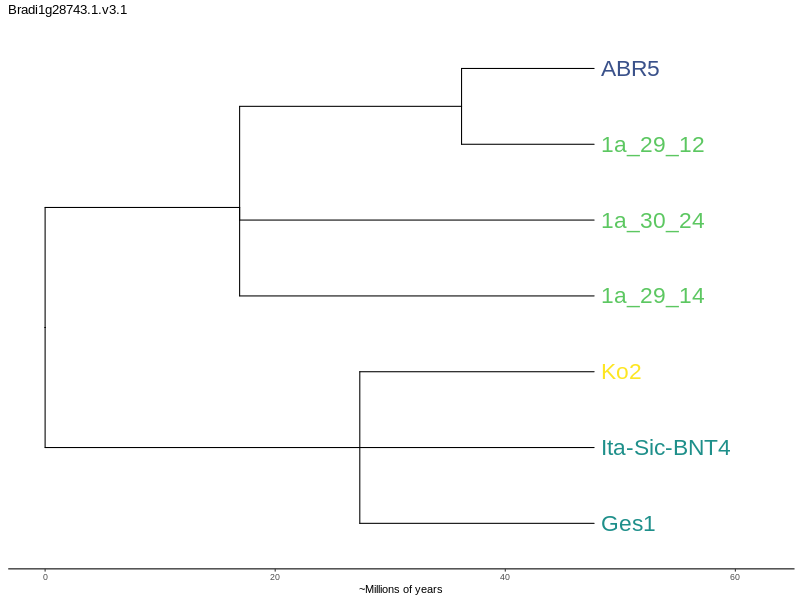 Bradi1g28743.1.v3.1
ABR5
1a_29_12
1a_30_24
1a_29_14
Ko2
Ita-Sic-BNT4
Ges1
0 20 40 60
~Millions of years